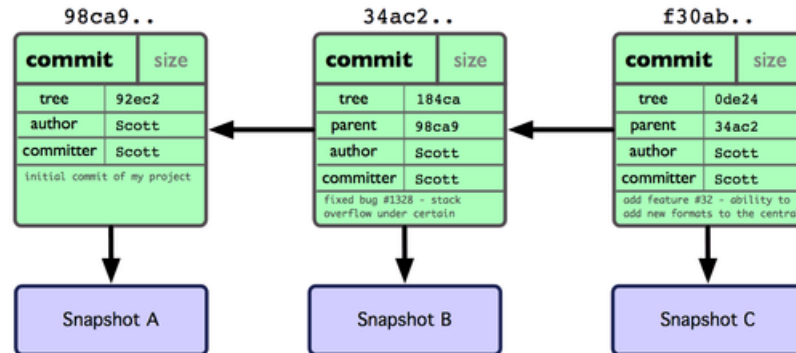 98ca9..
commit size
tree 92ec2
author Scott
committer Scott
initial commit of my project
Snapshot A
34ac2..
commit size
tree 184ca
parent 98ca9
author Scott
committer Scott
fixed bug #1328 - stack
overflow under certain
Snapshot B
f30ab..
commit size
tree 0de24
parent 34ac2
author Scott
committer Scott
add feature #32 - ability to
add new formats to the centra
Snapshot C